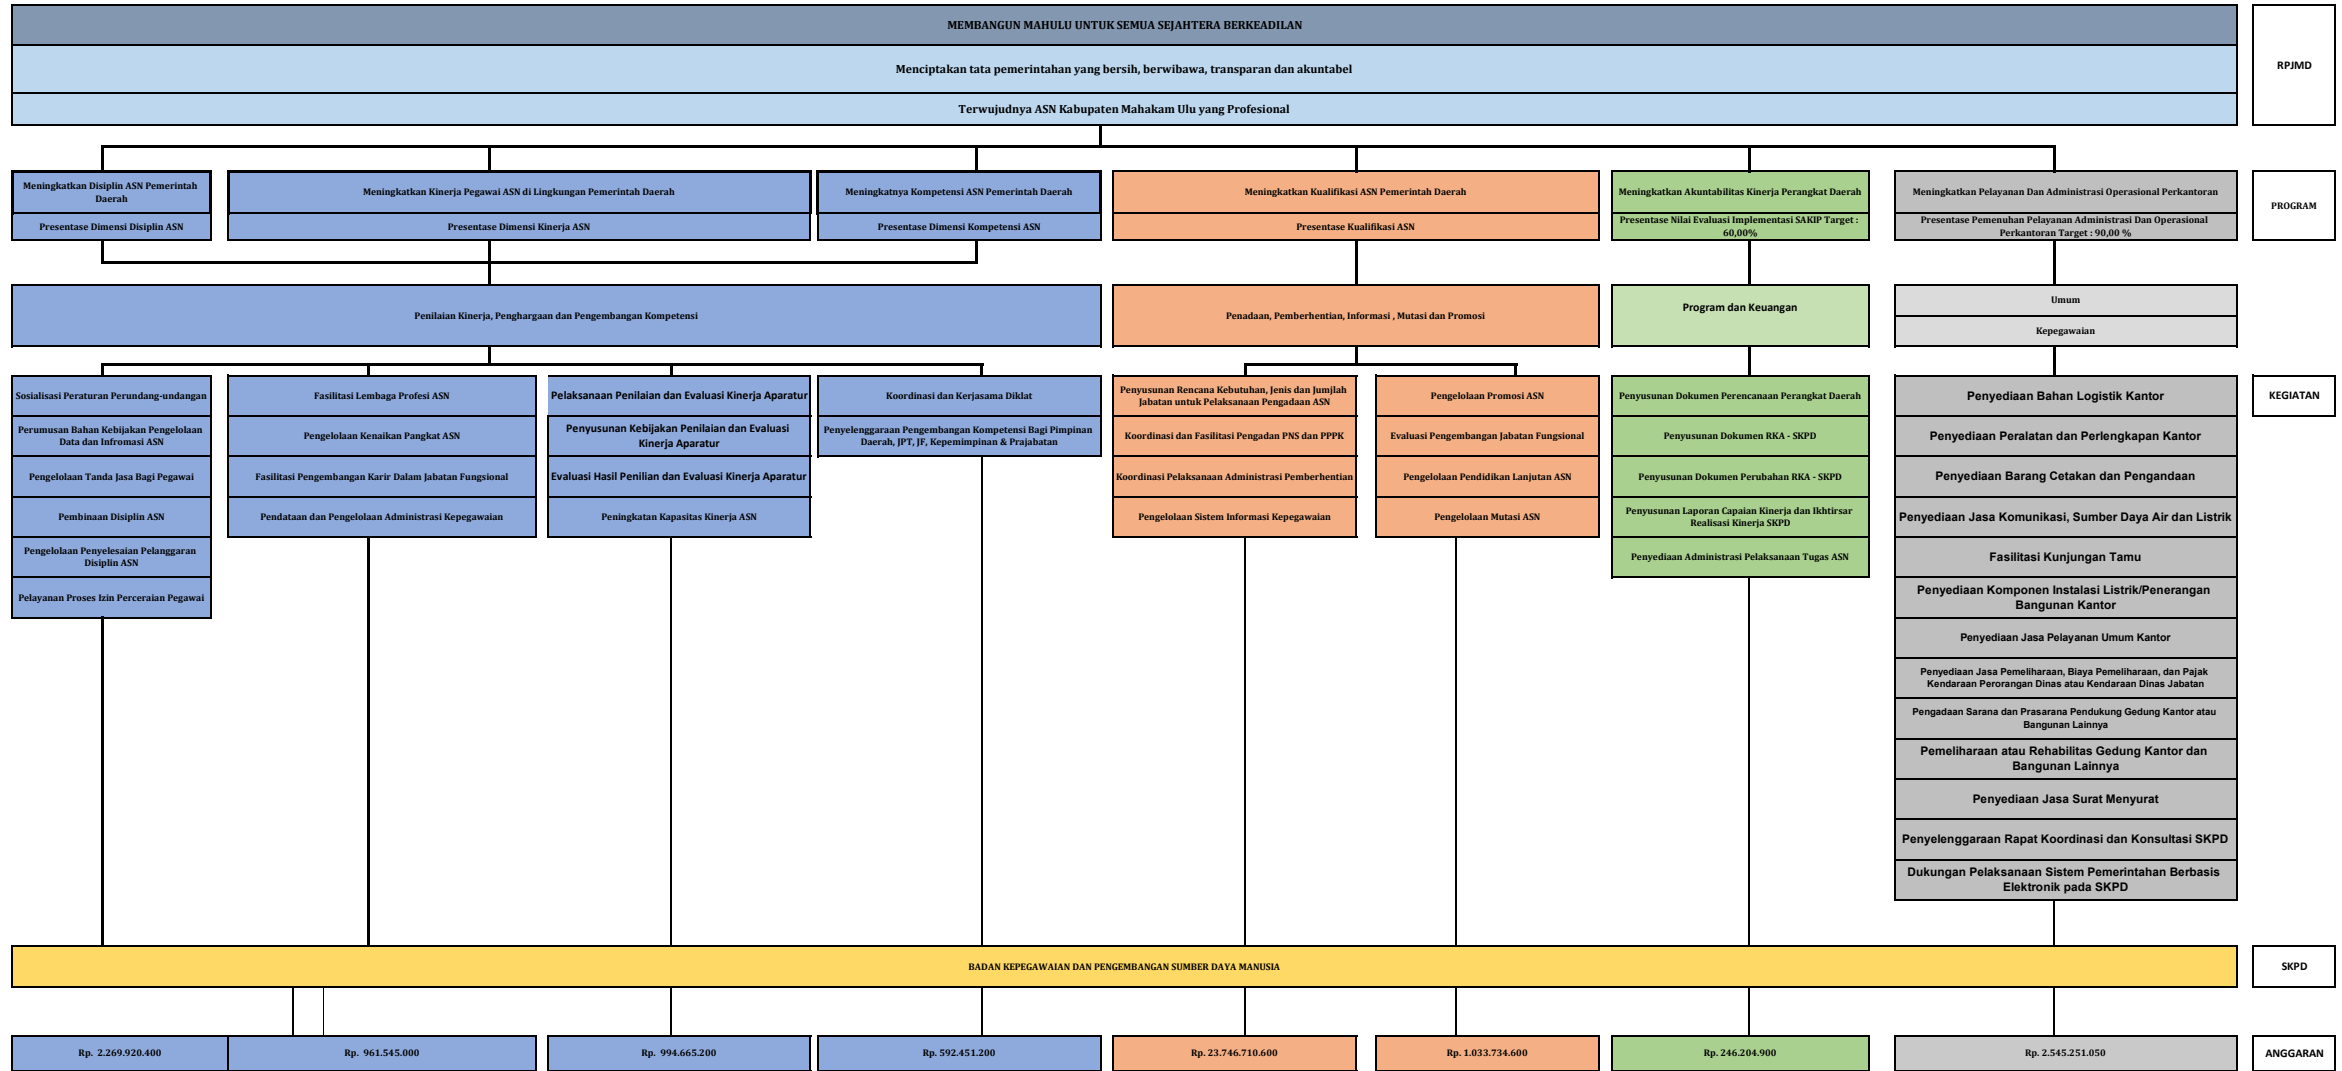 MEMBANGUN MAHULU UNTUK SEMUA SEJAHTERA BERKEADILAN
Menciptakan tata pemerintahan yang bersih, berwibawa, transparan dan akuntabel
Terwujudnya ASN Kabupaten Mahakam Ulu yang Profesional
RPJMD
Meningkatkan Disiplin ASN Pemerintah
Daerah
Presentase Dimensi Disiplin ASN
Meningkatkan Kinerja Pegawai ASN di Lingkungan Pemerintah Daerah
Presentase Dimensi Kinerja ASN
Meningkatnya Kompetensi ASN Pemerintah Daerah
Presentase Dimensi Kompetensi ASN
Meningkatkan Kualifikasi ASN Pemerintah Daerah
Presentase Kualifikasi ASN
Meningkatkan Akuntabilitas Kinerja Perangkat Daerah
Presentase Nilai Evaluasi Implementasi SAKIP Target :
60,00%
Meningkatkan Pelayanan Dan Administrasi Operasional Perkantoran
Presentase Pemenuhan Pelayanan Administrasi Dan Operasional
Perkantoran Target : 90,00 %
PROGRAM
Penilaian Kinerja, Penghargaan dan Pengembangan Kompetensi
Penadaan, Pemberhentian, Informasi , Mutasi dan Promosi
Program dan Keuangan
Umum
Kepegawaian
Sosialisasi Peraturan Perundang-undangan
Perumusan Bahan Kebijakan Pengelolaan
Data dan Infromasi ASN
Pengelolaan Tanda Jasa Bagi Pegawai
Pembinaan Disiplin ASN
Pengelolaan Penyelesaian Pelanggaran
Disiplin ASN
Pelayanan Proses Izin Perceraian Pegawai
Fasilitasi Lembaga Profesi ASN
Pengelolaan Kenaikan Pangkat ASN
Fasilitasi Pengembangan Karir Dalam Jabatan Fungsional
Pendataan dan Pengelolaan Administrasi Kepegawaian
Pelaksanaan Penilaian dan Evaluasi Kinerja Aparatur
Penyusunan Kebijakan Penilaian dan Evaluasi
Kinerja Aparatur
Evaluasi Hasil Penilian dan Evaluasi Kinerja Aparatur
Peningkatan Kapasitas Kinerja ASN
Koordinasi dan Kerjasama Diklat
Penyelenggaraan Pengembangan Kompetensi Bagi Pimpinan
Daerah, JPT, JF, Kepemimpinan & Prajabatan
Penyusunan Rencana Kebutuhan, Jenis dan Jumjlah
Jabatan untuk Pelaksanaan Pengadaan ASN
Koordinasi dan Fasilitasi Pengadan PNS dan PPPK
Koordinasi Pelaksanaan Administrasi Pemberhentian
Pengelolaan Sistem Informasi Kepegawaian
Pengelolaan Promosi ASN
Evaluasi Pengembangan Jabatan Fungsional
Pengelolaan Pendidikan Lanjutan ASN
Pengelolaan Mutasi ASN
Penyusunan Dokumen Perencanaan Perangkat Daerah
Penyusunan Dokumen RKA - SKPD
Penyusunan Dokumen Perubahan RKA - SKPD
Penyusunan Laporan Capaian Kinerja dan Ikhtirsar
Realisasi Kinerja SKPD
Penyediaan Administrasi Pelaksanaan Tugas ASN
Penyediaan Bahan Logistik Kantor
Penyediaan Peralatan dan Perlengkapan Kantor
Penyediaan Barang Cetakan dan Pengandaan
Penyediaan Jasa Komunikasi, Sumber Daya Air dan Listrik
Fasilitasi Kunjungan Tamu
Penyediaan Komponen Instalasi Listrik/Penerangan
Bangunan Kantor
Penyediaan Jasa Pelayanan Umum Kantor
Penyediaan Jasa Pemeliharaan, Biaya Pemeliharaan, dan Pajak
Kendaraan Perorangan Dinas atau Kendaraan Dinas Jabatan
Pengadaan Sarana dan Prasarana Pendukung Gedung Kantor atau
Bangunan Lainnya
Pemeliharaan atau Rehabilitas Gedung Kantor dan
Bangunan Lainnya
Penyediaan Jasa Surat Menyurat
Penyelenggaraan Rapat Koordinasi dan Konsultasi SKPD
Dukungan Pelaksanaan Sistem Pemerintahan Berbasis
Elektronik pada SKPD
KEGIATAN
BADAN KEPEGAWAIAN DAN PENGEMBANGAN SUMBER DAYA MANUSIA
SKPD
Rp. 2.269.920.400
Rp. 961.545.000
Rp. 994.665.200
Rp. 592.451.200
Rp. 23.746.710.600
Rp. 1.033.734.600
Rp. 246.204.900
Rp. 2.545.251.050
ANGGARAN